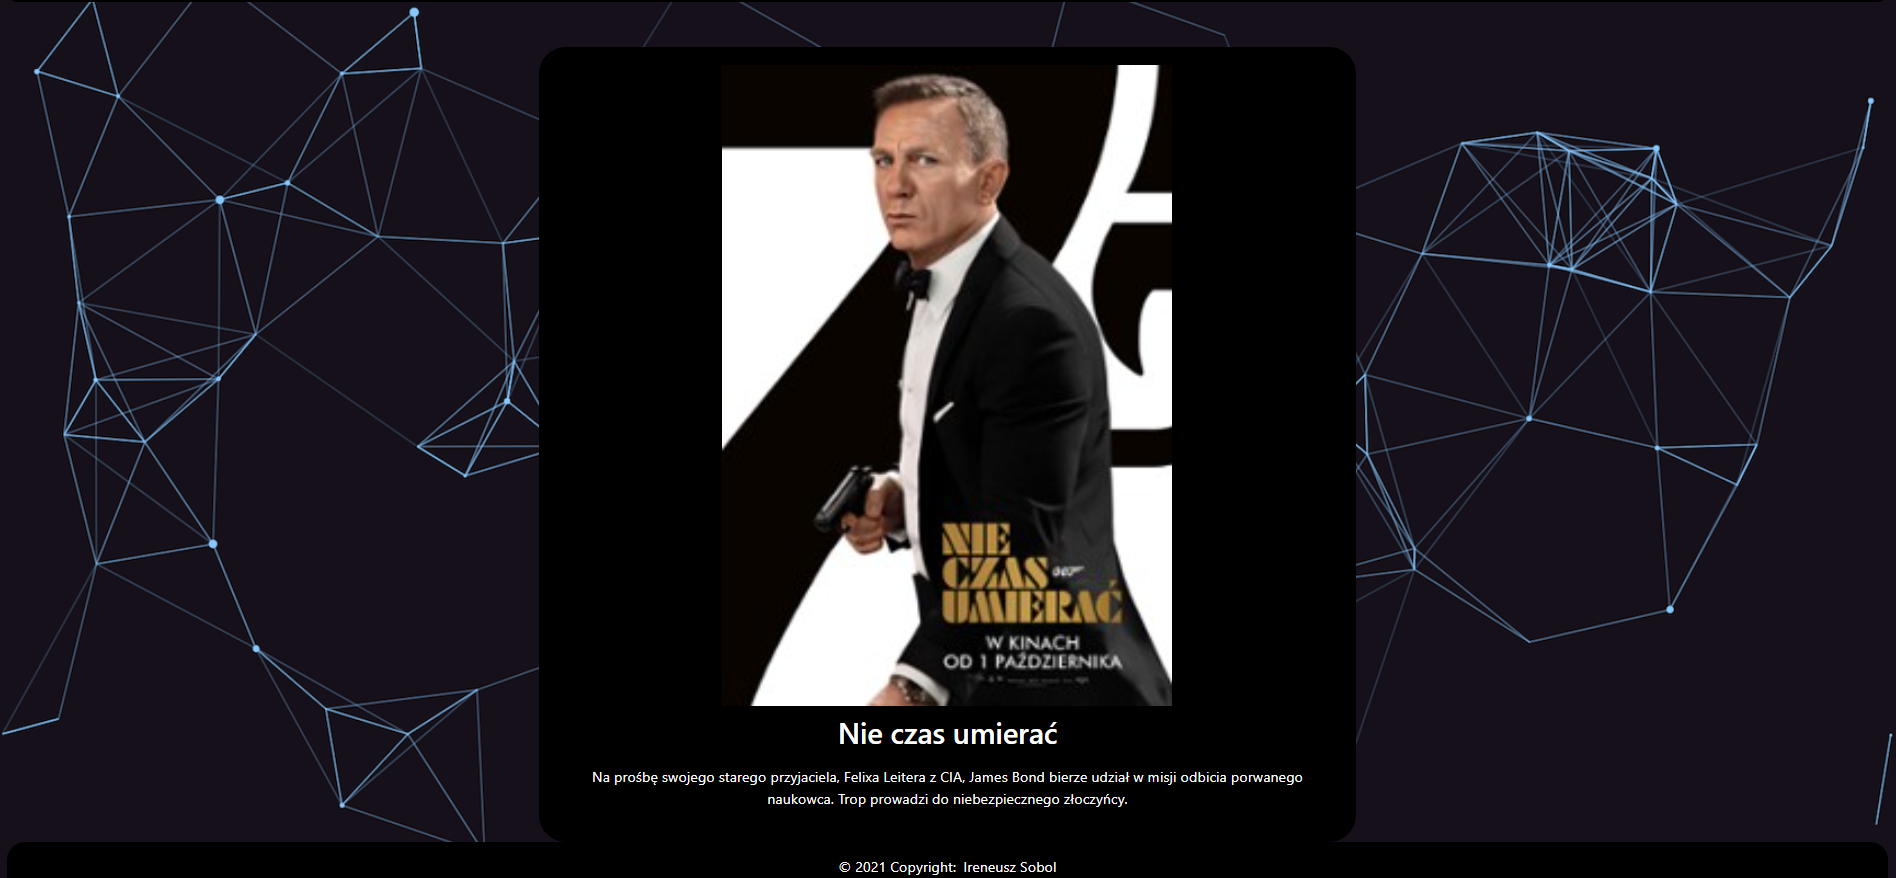 NIE
CZAS 007
UMIERAĆ
W KINACH
OD 1 PAŹDZIERNIKA
Nie czas umierać
Na prośbę swojego starego przyjaciela, Felixa Leitera z CIA, James Bond bierze udział w misji odbicia porwanego
naukowca. Trop prowadzi do niebezpiecznego złoczyńcy.
© 2021 Copyright: Ireneusz Sobol